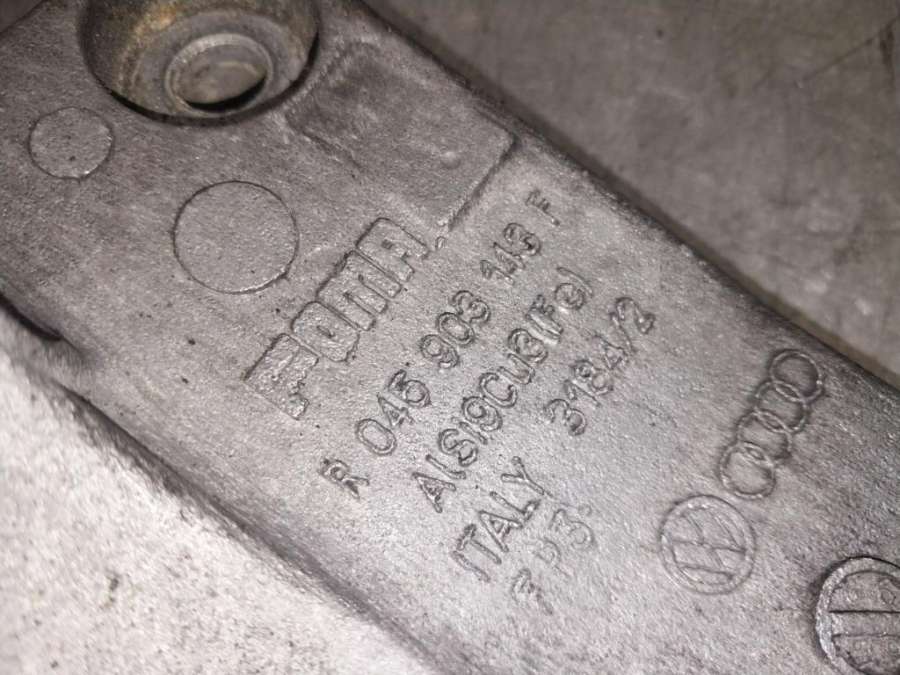 FOMA
R 045 903 143 F
AlSi9Cu3(Fe)
ITALY 3184/2